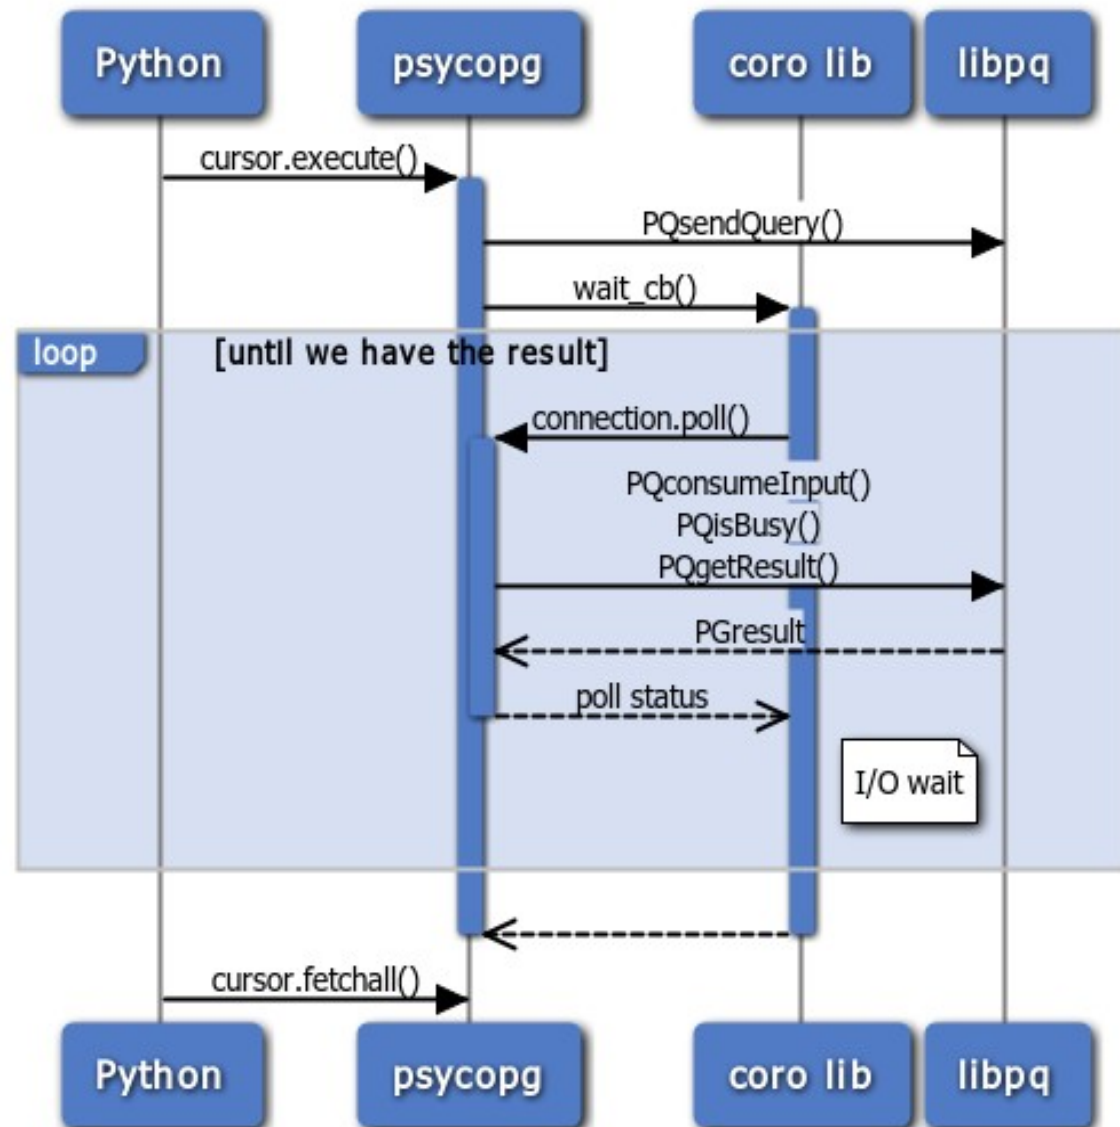 Python psycopg coro lib libpq
cursor.execute()
PQsendQuery()
wait_cb()
loop [until we have the result]
connection.poll()
PQconsumeInput()
PQisBusy()
PQgetResult()
PGresult
poll status
I/O wait
cursor.fetchall()
Python psycopg coro lib libpq